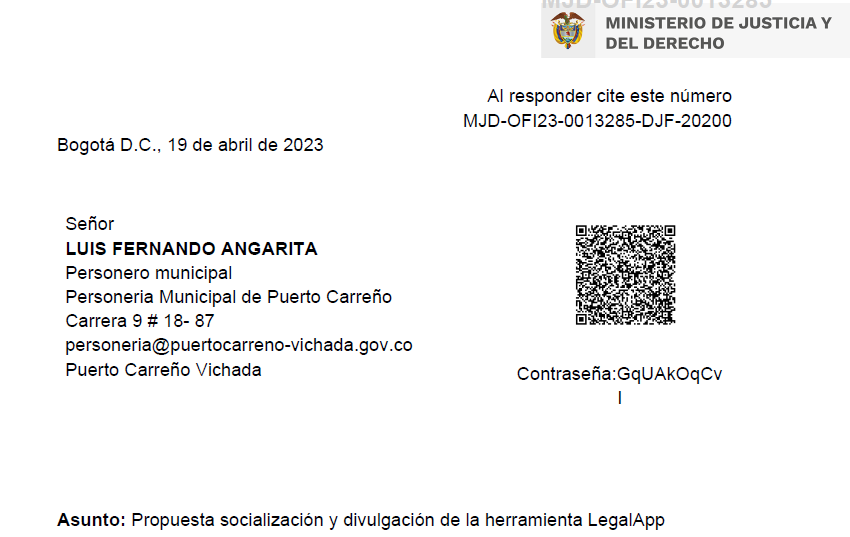 MJD-OFI23-0013285
MINISTERIO DE JUSTICIA Y
DEL DERECHO
Al responder cite este número
MJD-OFI23-0013285-DJF-20200
Bogotá D.C., 19 de abril de 2023
Señor
LUIS FERNANDO ANGARITA
Personero municipal
Personeria Municipal de Puerto Carreño
Carrera 9 # 18- 87
personeria@puertocarreno-vichada.gov.co
Puerto Carreño Vichada
Contraseña:GqUAkOqCv
l
Asunto: Propuesta socialización y divulgación de la herramienta LegalApp